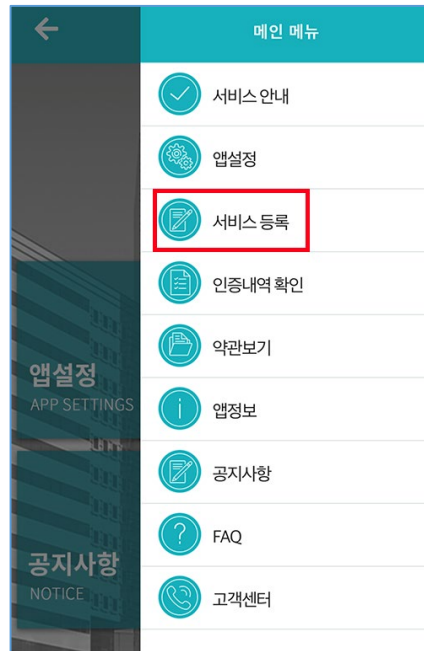 메인 메뉴
서비스 안내
앱설정
서비스 등록
인증내역 확인
약관보기
앱정보
공지사항
FAQ
고객센터
앱설정
APP SETTINGS
공지사항
NOTICE